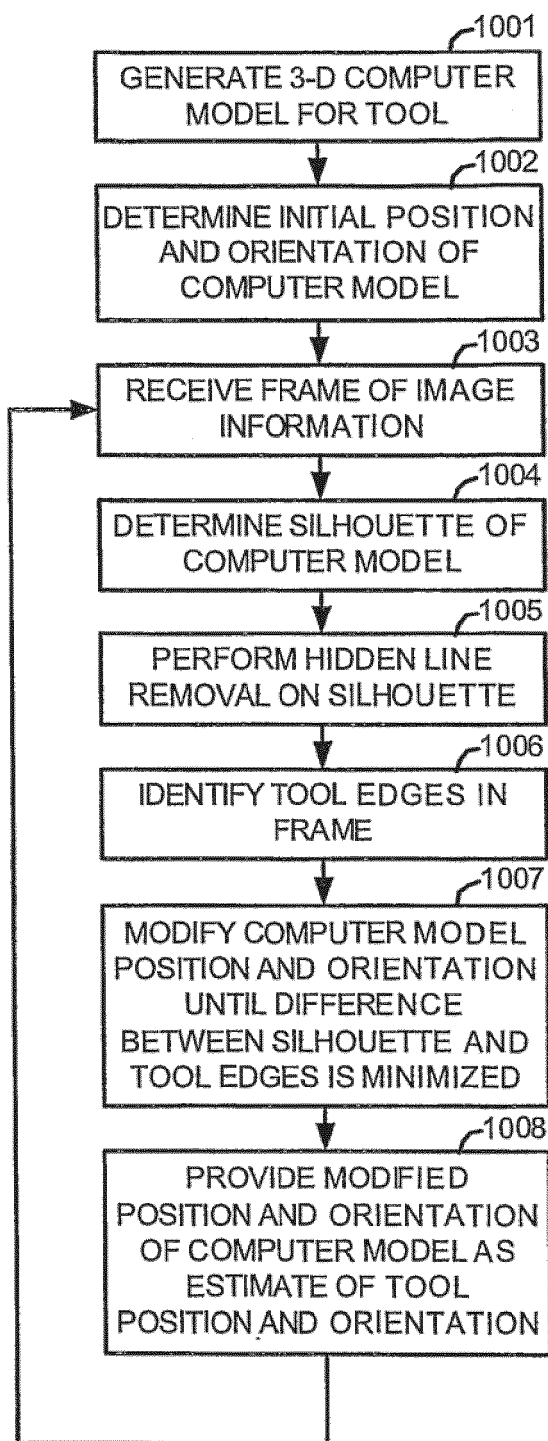 1001
GENERATE 3-D COMPUTER
MODEL FOR TOOL
1002
DETERMINE INITIAL POSITION
AND ORIENTATION OF
COMPUTER MODEL
1003
RECEIVE FRAME OF IMAGE
INFORMATION
1004
DETERMINE SILHOUETTE OF
COMPUTER MODEL
1005
PERFORM HIDDEN LINE
REMOVAL ON SILHOUETTE
1006
IDENTIFY TOOL EDGES IN
FRAME
1007
MODIFY COMPUTER MODEL
POSITION AND ORIENTATION
UNTIL DIFFERENCE
BETWEEN SILHOUETTE AND
TOOL EDGES IS MINIMIZED
1008
PROVIDE MODIFIED
POSITION AND ORIENTATION
OF COMPUTER MODEL AS
ESTIMATE OF TOOL
POSITION AND ORIENTATION